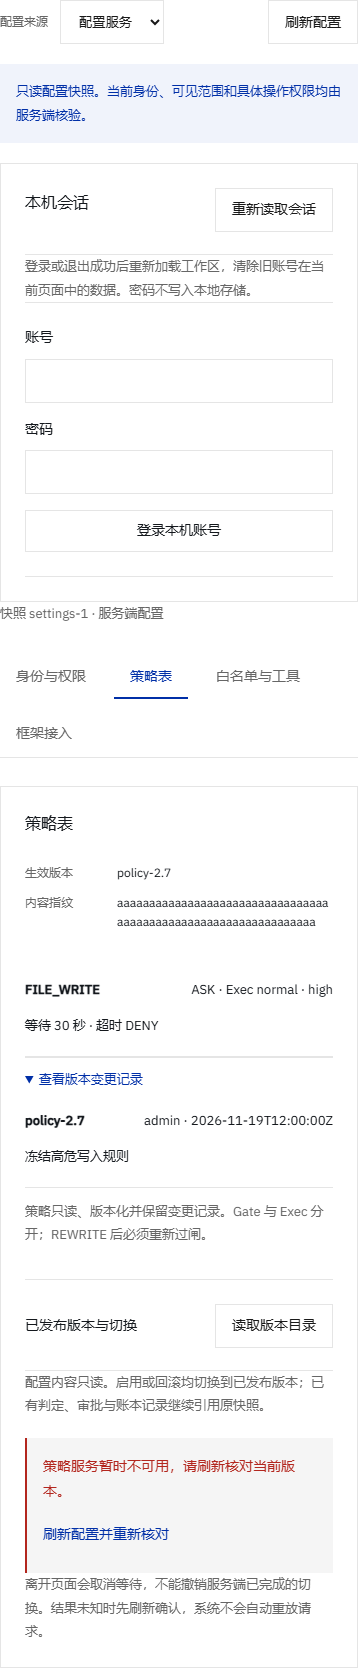 配置来源 配置服务 刷新配置
只读配置快照。当前身份、可见范围和具体操作权限均由
服务端核验。
本机会话 重新读取会话
登录或退出成功后重新加载工作区，清除旧账号在当
前页面中的数据。密码不写入本地存储。
账号
密码
登录本机账号
快照 settings-1 · 服务端配置
身份与权限 策略表 白名单与工具
框架接入
策略表
生效版本 policy-2.7
内容指纹 aaaaaaaaaaaaaaaaaaaaaaaaaaaaaaaaa
aaaaaaaaaaaaaaaaaaaaaaaaaaaaaaa
FILE_WRITE ASK · Exec normal · high
等待 30 秒 · 超时 DENY
▼ 查看版本变更记录
policy-2.7 admin · 2026-11-19T12:00:00Z
冻结高危写入规则
策略只读、版本化并保留变更记录。Gate 与 Exec 分
开；REWRITE 后必须重新过闸。
已发布版本与切换 读取版本目录
配置内容只读。启用或回滚均切换到已发布版本；已
有判定、审批与账本记录继续引用原快照。
策略服务暂时不可用，请刷新核对当前版
本。
刷新配置并重新核对
离开页面会取消等待，不能撤销服务端已完成的切
换。结果未知时先刷新确认，系统不会自动重放请
求。